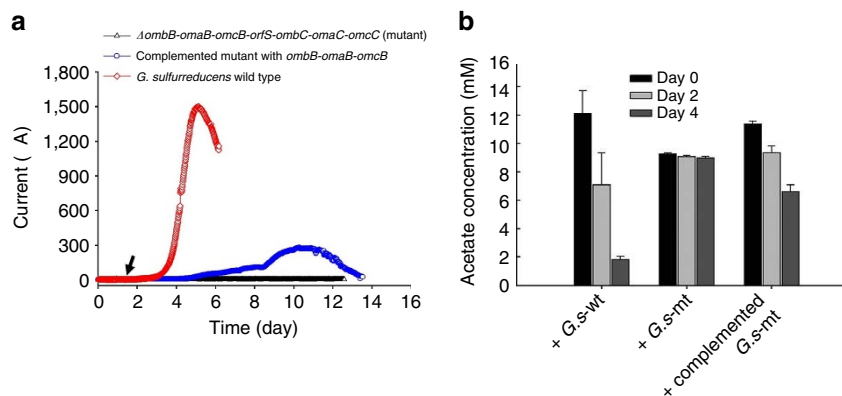 a
ΔombB-omaB-omcB-orfS-ombC-omaC-omcC (mutant)
Complemented mutant with ombB-omaB-omcB
G. sulfurreducens wild type
Current ( A)
1,800
1,500
1,200
900
600
300
0
0 2 4 6 8 10 12 14 16
Time (day)
b
Acetate concentration (mM)
16
14
12
10
8
6
4
2
0
Day 0
Day 2
Day 4
+ G.s-wt
+ G.s-mt
+ complemented
G.s-mt